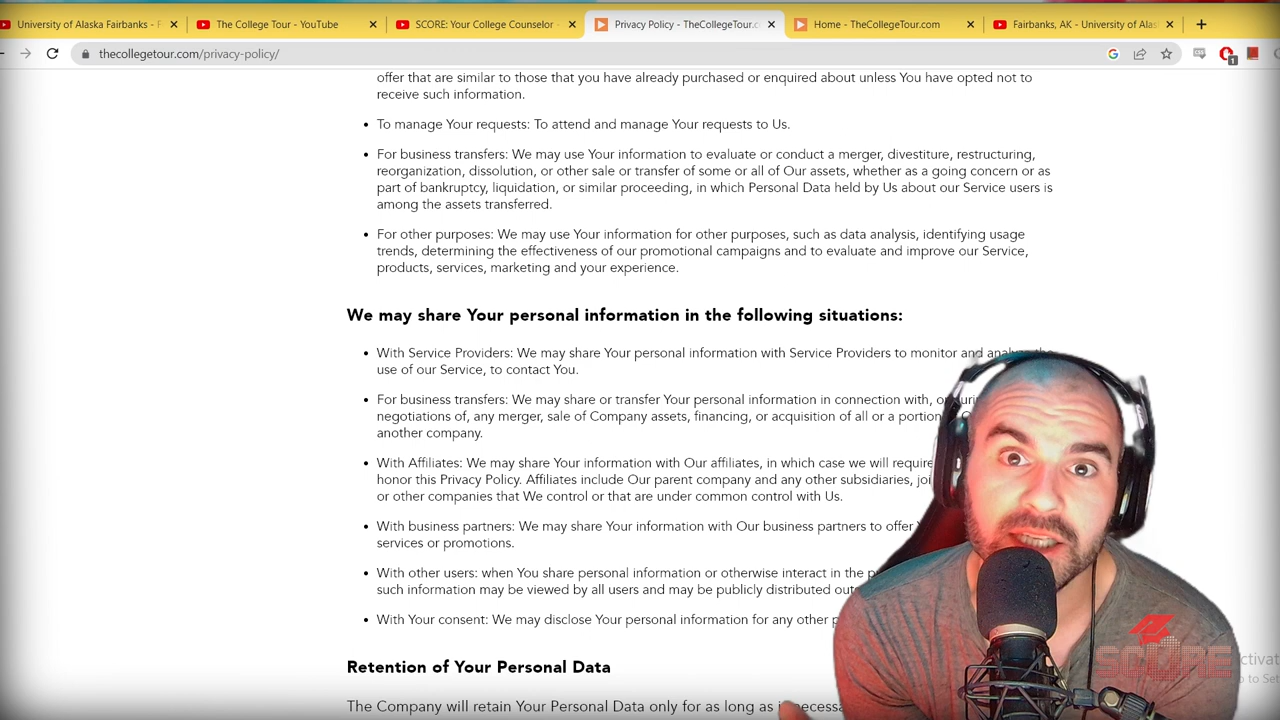 University of Alaska Fairbanks -
The College Tour - YouTube
SCORE: Your College Counselor -
Privacy Policy - TheCollegeTour.c
Home - TheCollegeTour.com
Fairbanks, AK - University of Alas
thecollegetour.com/privacy-policy/
offer that are similar to those that you have already purchased or enquired about unless You have opted not to
receive such information.
• To manage Your requests: To attend and manage Your requests to Us.
• For business transfers: We may use Your information to evaluate or conduct a merger, divestiture, restructuring,
reorganization, dissolution, or other sale or transfer of some or all of Our assets, whether as a going concern or as
part of bankruptcy, liquidation, or similar proceeding, in which Personal Data held by Us about our Service users is
among the assets transferred.
• For other purposes: We may use Your information for other purposes, such as data analysis, identifying usage
trends, determining the effectiveness of our promotional campaigns and to evaluate and improve our Service,
products, services, marketing and your experience.
We may share Your personal information in the following situations:
• With Service Providers: We may share Your personal information with Service Providers to monitor and
use of our Service, to contact You.
• For business transfers: We may share or transfer Your personal information in connection with,
negotiations of, any merger, sale of Company assets, financing, or acquisition of all or a portion
another company.
• With Affiliates: We may share Your information with Our affiliates, in which case we will require
honor this Privacy Policy. Affiliates include Our parent company and any other subsidiaries,
or other companies that We control or that are under common control with Us.
• With business partners: We may share Your information with Our business partners to offer
services or promotions.
• With other users: when You share personal information or otherwise interact in the
such information may be viewed by all users and may be publicly distributed
• With Your consent: We may disclose Your personal information for any other
Retention of Your Personal Data
The Company will retain Your Personal Data only for as long as is
SCORE